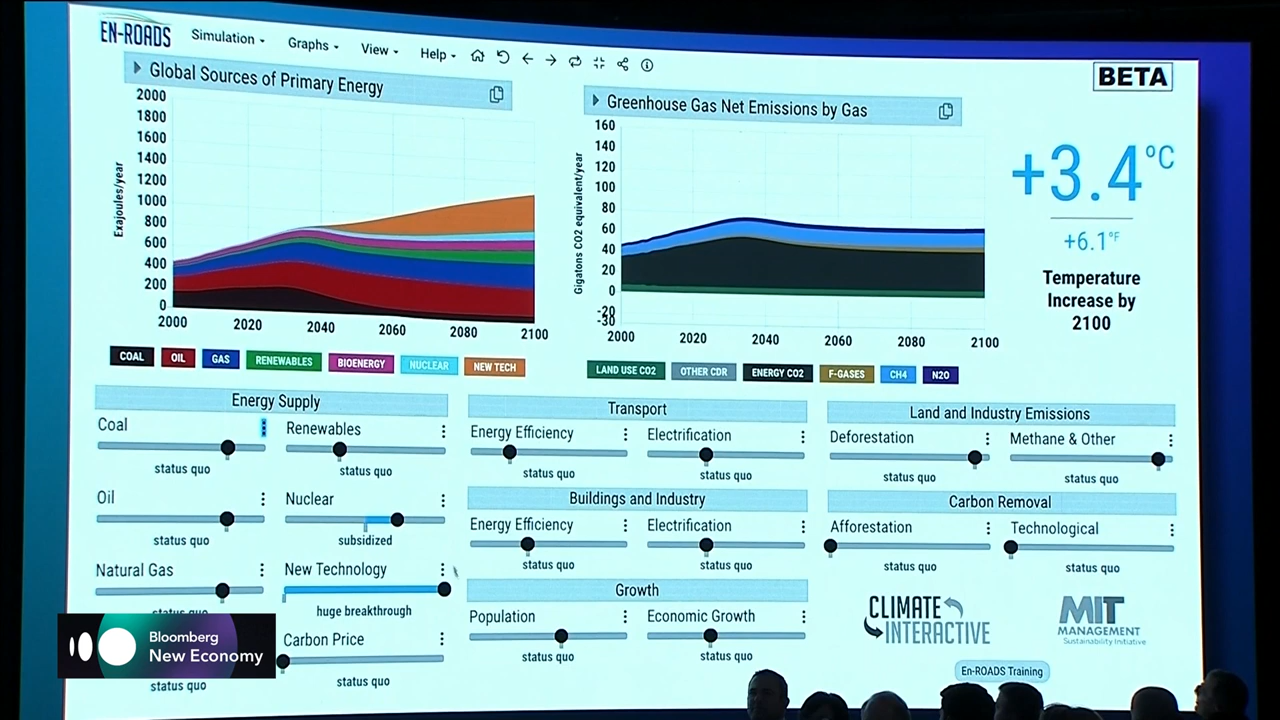 EN-ROADS
Simulation
Graphs
View
Help
BETA
Global Sources of Primary Energy
2000
1800
1600
1400
1200
1000
800
600
400
200
0
Exajoules/year
2000 2020 2040 2060 2080 2100
COAL OIL GAS RENEWABLES BIOENERGY NUCLEAR NEW TECH
Greenhouse Gas Net Emissions by Gas
160
140
120
100
80
60
40
20
0
-20
-30
Gigatons CO2 equivalent/year
2000 2020 2040 2060 2080 2100
LAND USE CO2 OTHER CDR ENERGY CO2 F-GASES CH4 N2O
+3.4°C
+6.1°F
Temperature
Increase by
2100
Energy Supply
Coal
status quo
Renewables
status quo
Oil
status quo
Nuclear
subsidized
Natural Gas
status quo
New Technology
huge breakthrough
Carbon Price
status quo
status quo
Transport
Energy Efficiency
status quo
Electrification
status quo
Buildings and Industry
Energy Efficiency
status quo
Electrification
status quo
Growth
Population
status quo
Economic Growth
status quo
Land and Industry Emissions
Deforestation
status quo
Methane & Other
status quo
Carbon Removal
Afforestation
status quo
Technological
status quo
CLIMATE
INTERACTIVE
MIT
MANAGEMENT
Sustainability Initiative
En-ROADS Training
Bloomberg
New Economy